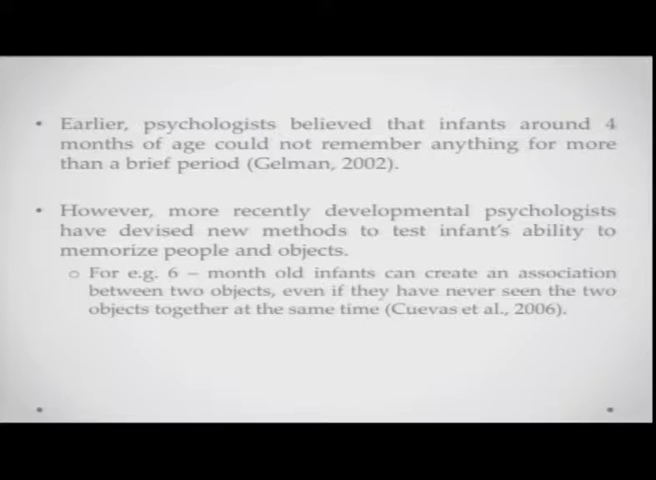 • Earlier, psychologists believed that infants around 4
months of age could not remember anything for more
than a brief period (Gelman, 2002).
• However, more recently developmental psychologists
have devised new methods to test infant's ability to
memorize people and objects.
o For e.g. 6 – month old infants can create an association
between two objects, even if they have never seen the two
objects together at the same time (Cuevas et al., 2006).